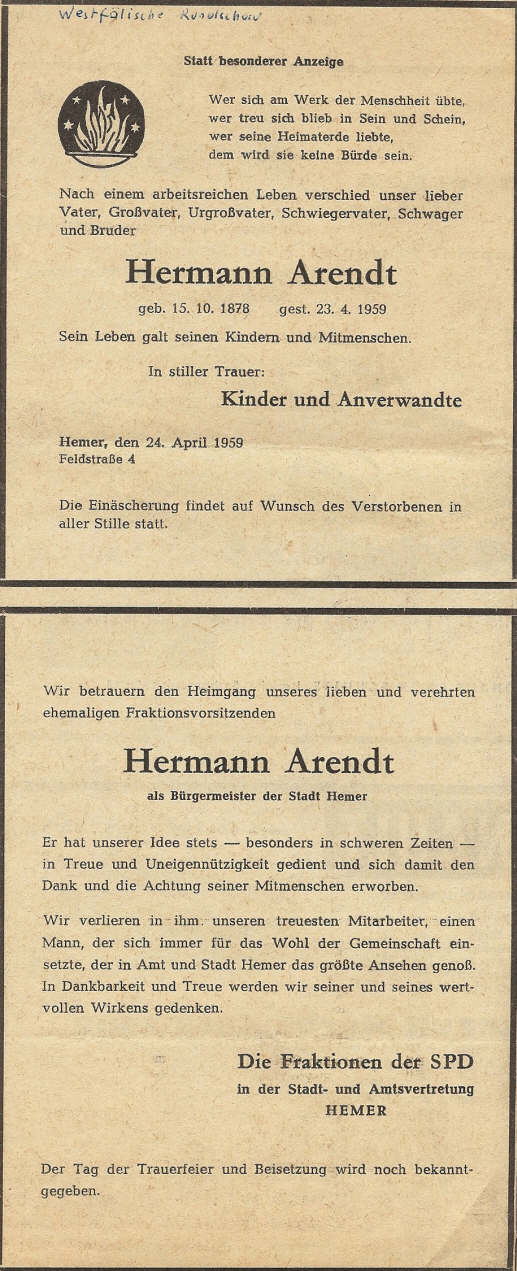 Westfälische Rundschau
Statt besonderer Anzeige
Wer sich am Werk der Menschheit übte,
wer treu sich blieb in Sein und Schein,
wer seine Heimaterde liebte,
dem wird sie keine Bürde sein.
Nach einem arbeitsreichen Leben verschied unser lieber
Vater, Großvater, Urgroßvater, Schwiegervater, Schwager
und Bruder
Hermann Arendt
geb. 15. 10. 1878 gest. 23. 4. 1959
Sein Leben galt seinen Kindern und Mitmenschen.
In stiller Trauer:
Kinder und Anverwandte
Hemer, den 24. April 1959
Feldstraße 4
Die Einäscherung findet auf Wunsch des Verstorbenen in
aller Stille statt.
Wir betrauern den Heimgang unseres lieben und verehrten
ehemaligen Fraktionsvorsitzenden
Hermann Arendt
als Bürgermeister der Stadt Hemer
Er hat unserer Idee stets — besonders in schweren Zeiten —
in Treue und Uneigennützigkeit gedient und sich damit den
Dank und die Achtung seiner Mitmenschen erworben.
Wir verlieren in ihm unseren treuesten Mitarbeiter, einen
Mann, der sich immer für das Wohl der Gemeinschaft ein-
setzte, der in Amt und Stadt Hemer das größte Ansehen genoß.
In Dankbarkeit und Treue werden wir seiner und seines wert-
vollen Wirkens gedenken.
Die Fraktionen der SPD
in der Stadt- und Amtsvertretung
HEMER
Der Tag der Trauerfeier und Beisetzung wird noch bekannt-
gegeben.